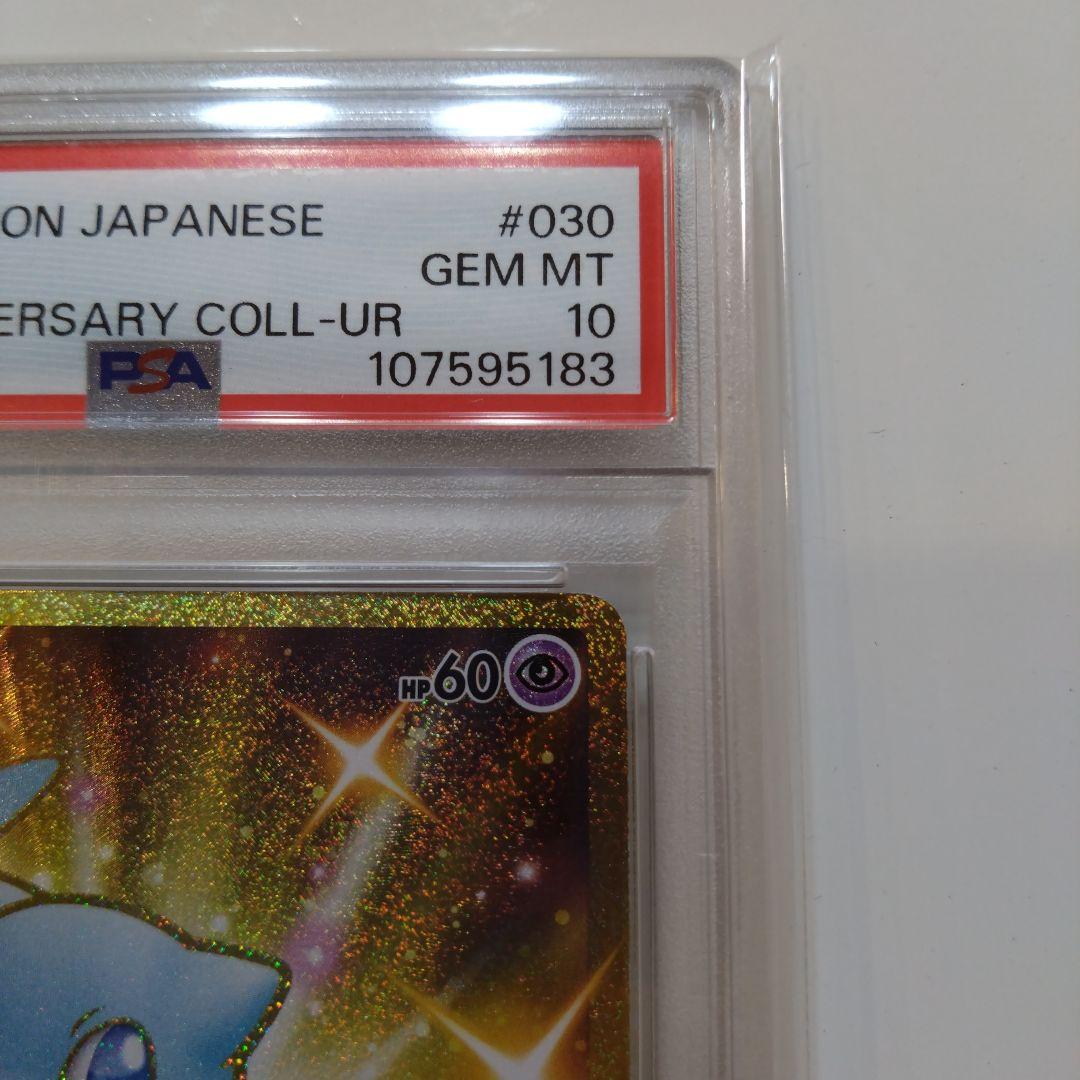 ON JAPANESE #030
GEM MT
ERSARY COLL-UR 10
PSA 107595183
HP60